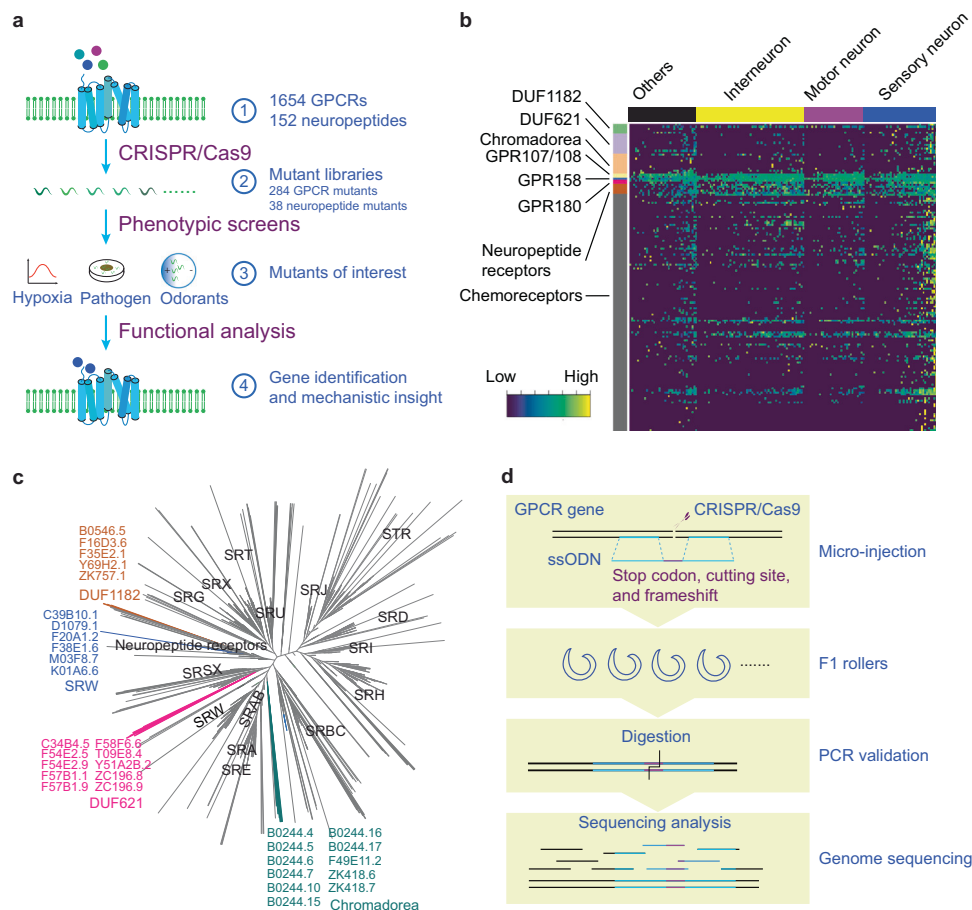 a
1 1654 GPCRs
152 neuropeptides
CRISPR/Cas9
2 Mutant libraries
284 GPCR mutants
38 neuropeptide mutants
Phenotypic screens
+ -
3 Mutants of interest
Hypoxia Pathogen Odorants
Functional analysis
4 Gene identification
and mechanistic insight
b
Others Interneuron Motor neuron Sensory neuron
DUF1182
DUF621
Chromadorea
GPR107/108
GPR158
GPR180
Neuropeptide
receptors
Chemoreceptors
Low High
c
B0546.5
F16D3.6
F35E2.1
Y69H2.1
ZK757.1
DUF1182
C39B10.1
D1079.1
F20A1.2
F38E1.6
M03F8.7
K01A6.6
SRW
C34B4.5 F58F6.6
F54E2.5 T09E8.4
F54E2.9 Y51A2B.2
F57B1.1 ZC196.8
F57B1.9 ZC196.9
DUF621
STR
SRT
SRX
SRJ
SRG
SRU
SRD
Neuropeptide receptors
SRI
SRSX
SRH
SRW
SRAB
SRBC
SRA
SRE
B0244.4 B0244.16
B0244.5 B0244.17
B0244.6 F49E11.2
B0244.7 ZK418.6
B0244.10 ZK418.7
B0244.15 Chromadorea
d
GPCR gene CRISPR/Cas9
ssODN
Stop codon, cutting site,
and frameshift
Micro-injection
.......
F1 rollers
Digestion
PCR validation
Sequencing analysis
Genome sequencing